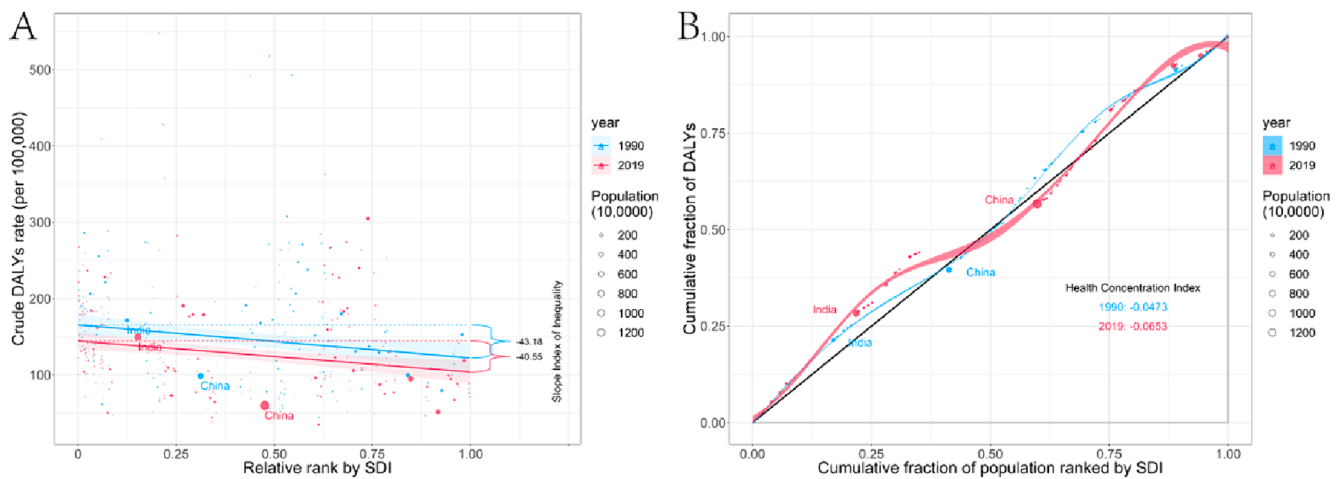 A
Crude DALYs rate (per 100,000)
500
400
300
200
100
0
0.25
0.50
0.75
1.00
Relative rank by SDI
India
India
China
China
-43.18
-40.55
Slope Index of Inequality
year
a
1990
a
2019
Population
(10,0000)
200
400
600
800
1000
1200
B
Cumulative fraction of DALYs
1.00
0.75
0.50
0.25
0.00
0.00
0.25
0.50
0.75
1.00
Cumulative fraction of population ranked by SDI
China
China
India
India
Health Concentration Index
1990: -0.0473
2019: -0.0653
year
a
1990
a
2019
Population
(10,0000)
200
400
600
800
1000
1200